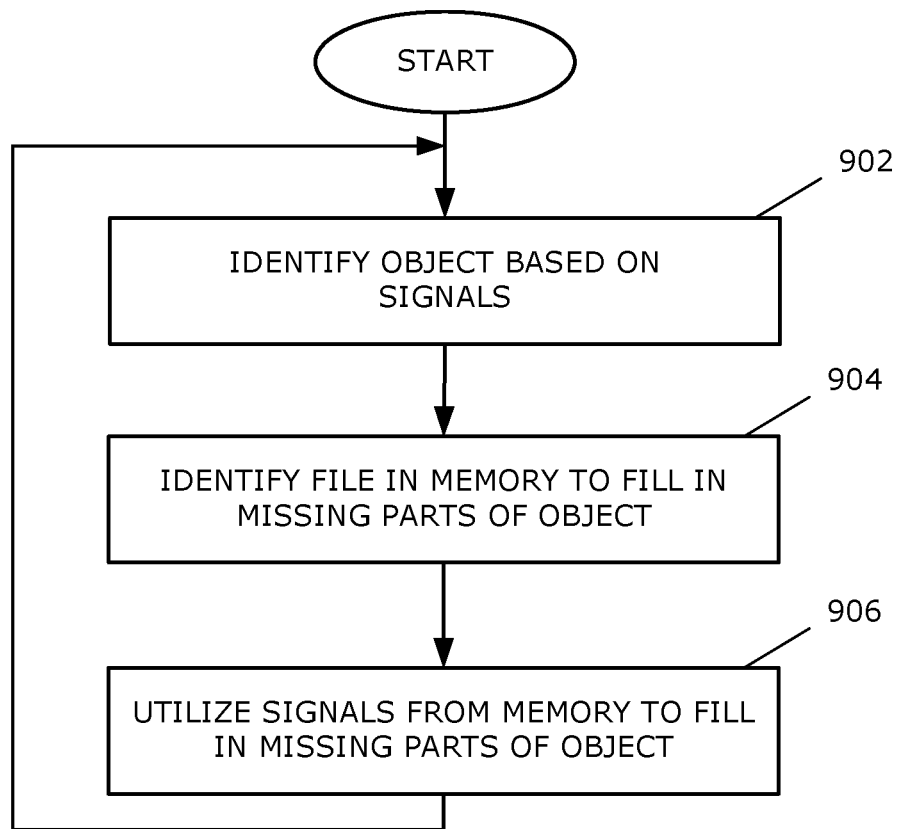 START
902
IDENTIFY OBJECT BASED ON
SIGNALS
904
IDENTIFY FILE IN MEMORY TO FILL IN
MISSING PARTS OF OBJECT
906
UTILIZE SIGNALS FROM MEMORY TO FILL
IN MISSING PARTS OF OBJECT